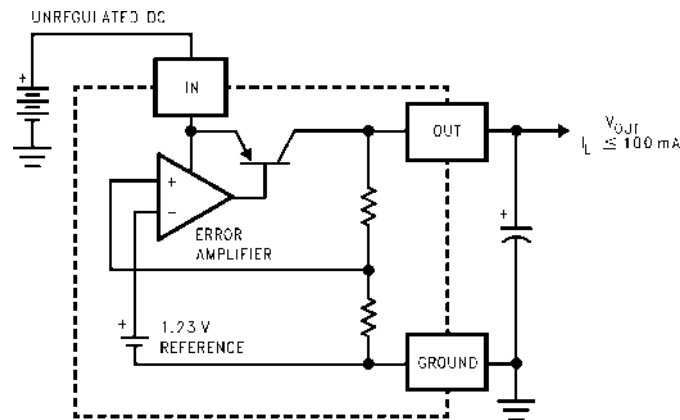 UNREGULATED DC
+
IN
OUT
V_OUT
I_L ≤ 100 mA
+
−
ERROR
AMPLIFIER
+
+
1.23 V
REFERENCE
GROUND